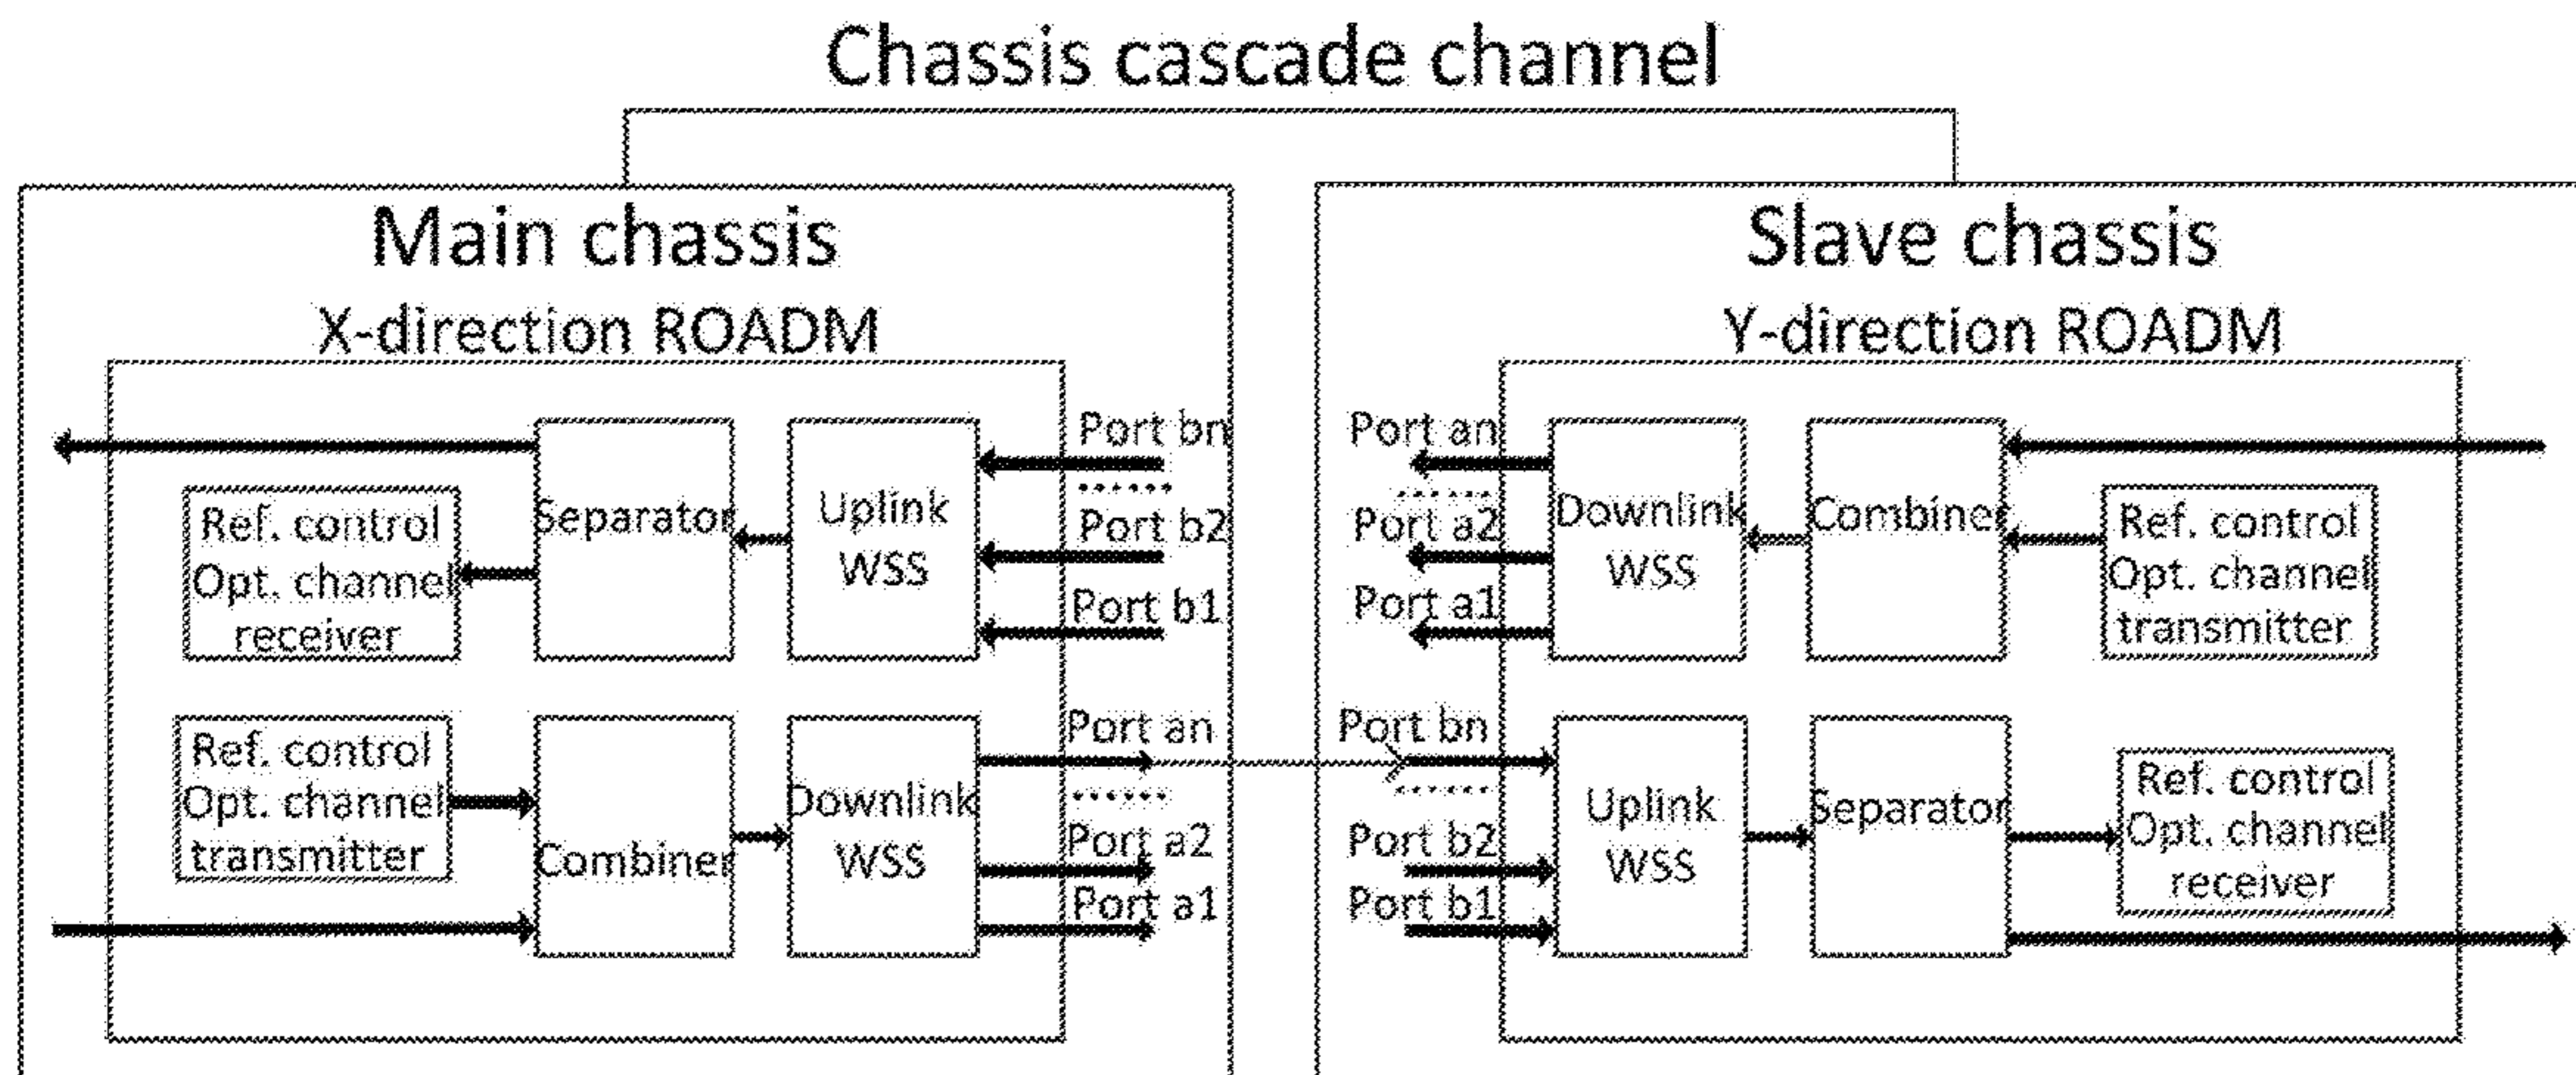 Chassis cascade channel
Main chassis
X-direction ROADM
Port bn
Port b2
Port b1
Uplink
WSS
Separator
Ref. control
Opt. channel
receiver
Ref. control
Opt. channel
transmitter
Combiner
Downlink
WSS
Port an
Port a2
Port a1
Slave chassis
Y-direction ROADM
Port an
Port a2
Port a1
Downlink
WSS
Combiner
Ref. control
Opt. channel
transmitter
Port bn
Port b2
Port b1
Uplink
WSS
Separator
Ref. control
Opt. channel
receiver